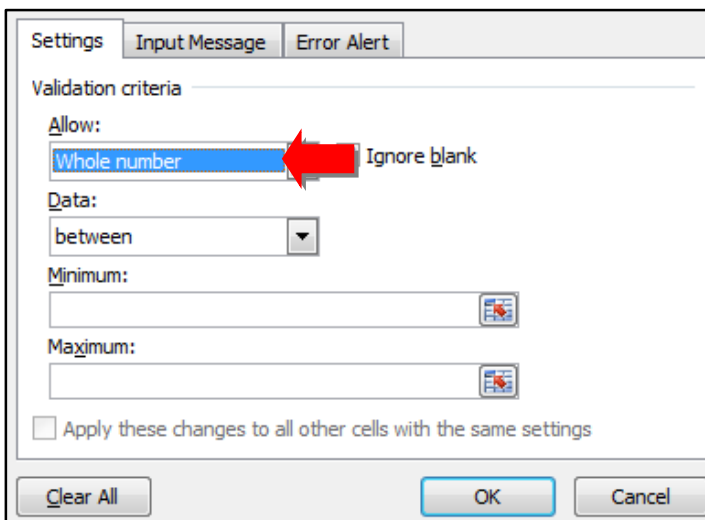 Settings Input Message Error Alert
Validation criteria
Allow:
Whole number Ignore blank
Data:
between
Minimum:
Maximum:
Apply these changes to all other cells with the same settings
Clear All OK Cancel